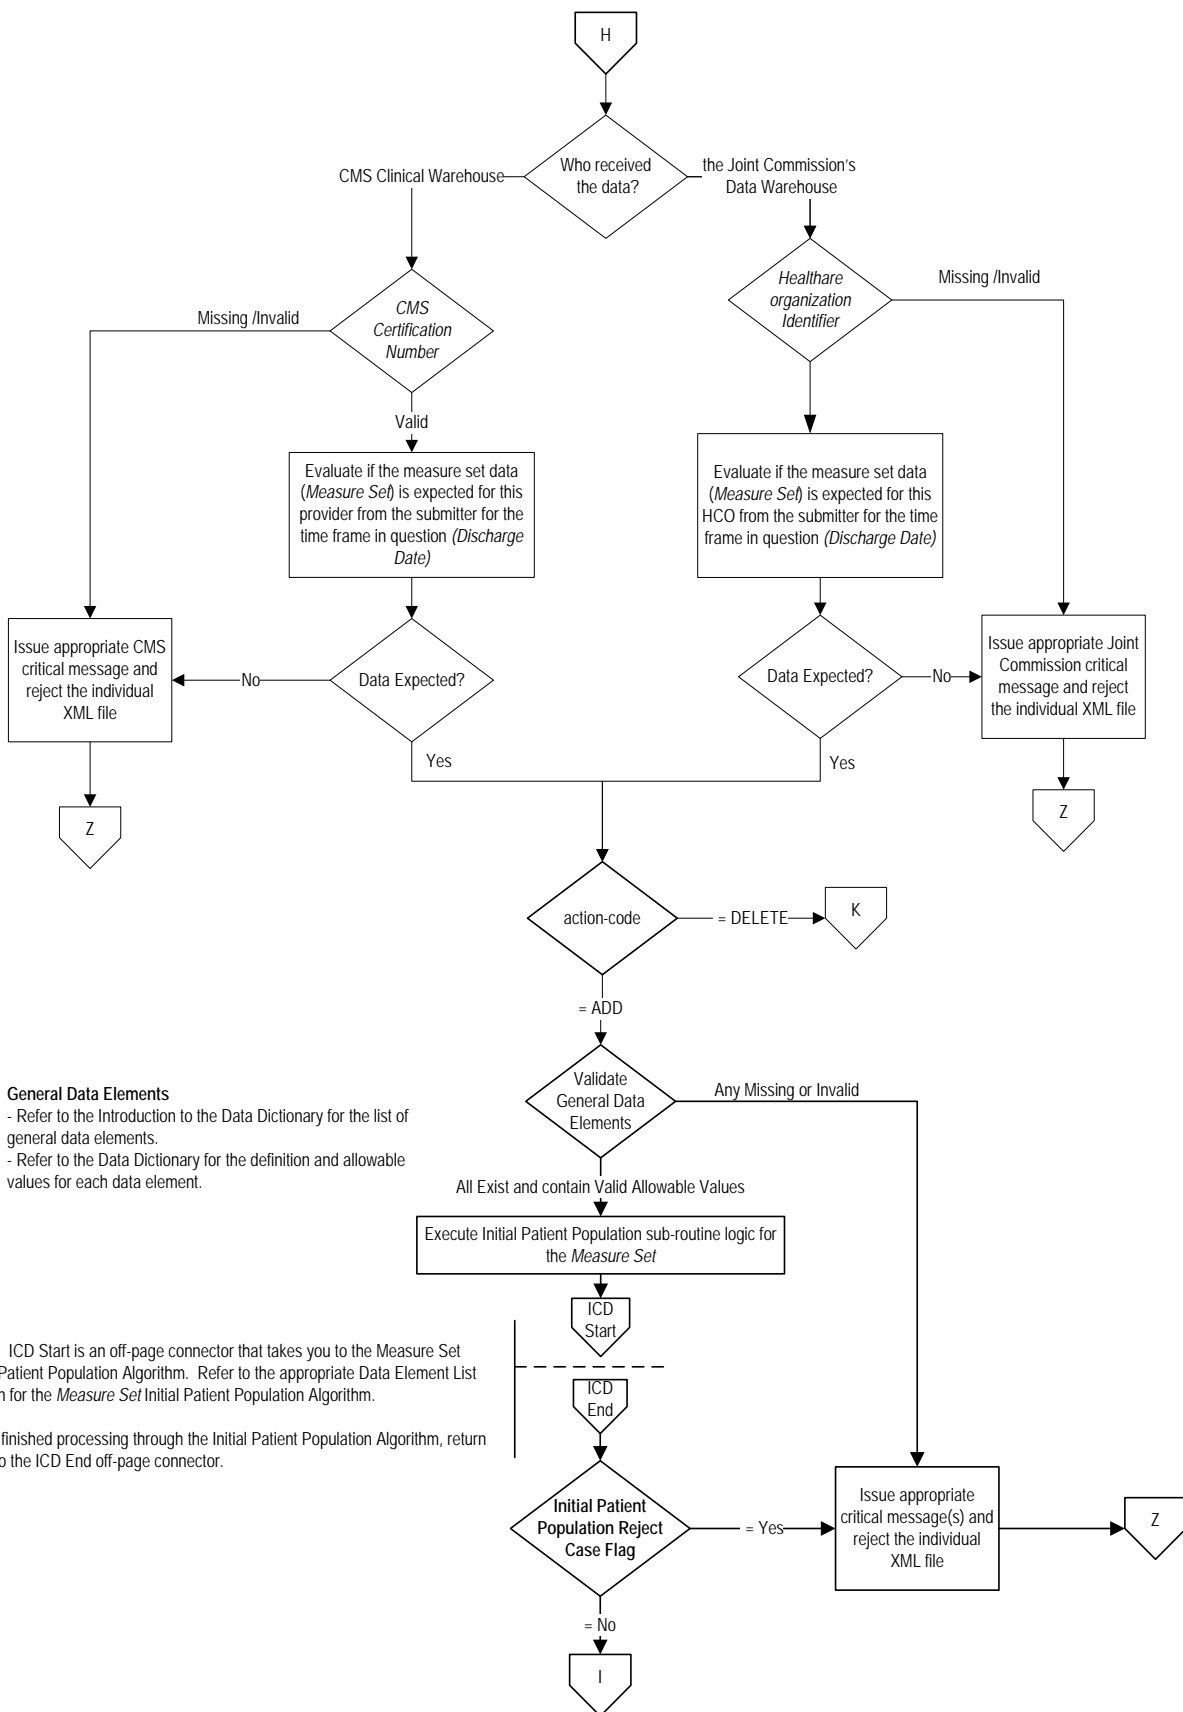 H
Who received
the data?
CMS Clinical Warehouse
the Joint Commission's
Data Warehouse
CMS
Certification
Number
Missing /Invalid
Valid
Healthare
organization
Identifier
Missing /Invalid
Evaluate if the measure set data
(Measure Set) is expected for this
provider from the submitter for the
time frame in question (Discharge
Date)
Evaluate if the measure set data
(Measure Set) is expected for this
HCO from the submitter for the time
frame in question (Discharge Date)
Issue appropriate CMS
critical message and
reject the individual
XML file
No
Data Expected?
Yes
Data Expected?
No
Yes
Issue appropriate Joint
Commission critical
message and reject
the individual XML file
Z
Z
action-code
= DELETE
K
= ADD
Validate
General Data
Elements
Any Missing or Invalid
General Data Elements
- Refer to the Introduction to the Data Dictionary for the list of
general data elements.
- Refer to the Data Dictionary for the definition and allowable
values for each data element.
All Exist and contain Valid Allowable Values
Execute Initial Patient Population sub-routine logic for
the Measure Set
ICD
Start
ICD Start is an off-page connector that takes you to the Measure Set
Patient Population Algorithm. Refer to the appropriate Data Element List
for the Measure Set Initial Patient Population Algorithm.
finished processing through the Initial Patient Population Algorithm, return
the ICD End off-page connector.
ICD
End
Initial Patient
Population Reject
Case Flag
= Yes
Issue appropriate
critical message(s) and
reject the individual
XML file
Z
= No
I